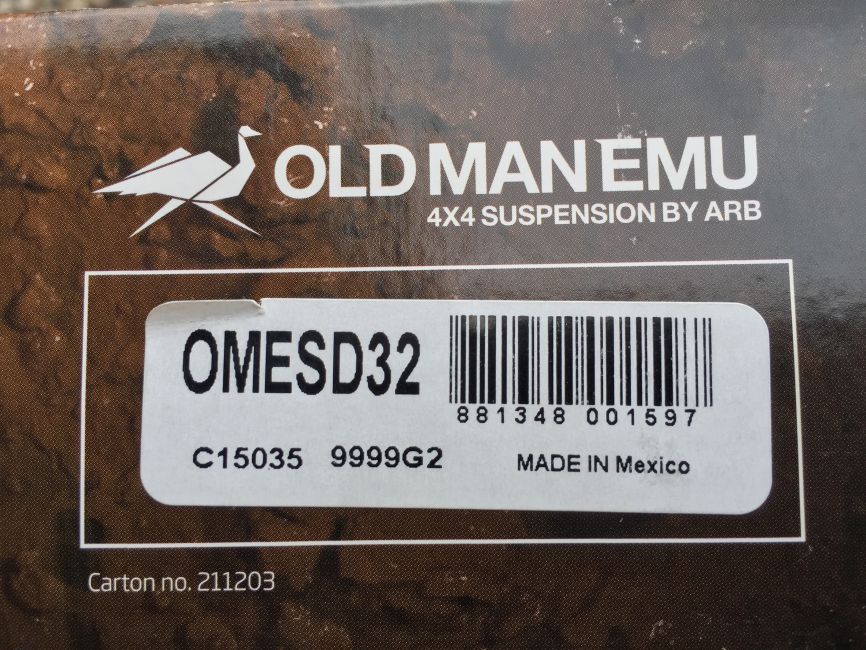 OLD MAN EMU
4X4 SUSPENSION BY ARB
OMESD32
881348 001597
C15035 9999G2
MADE IN Mexico
Carton no. 211203